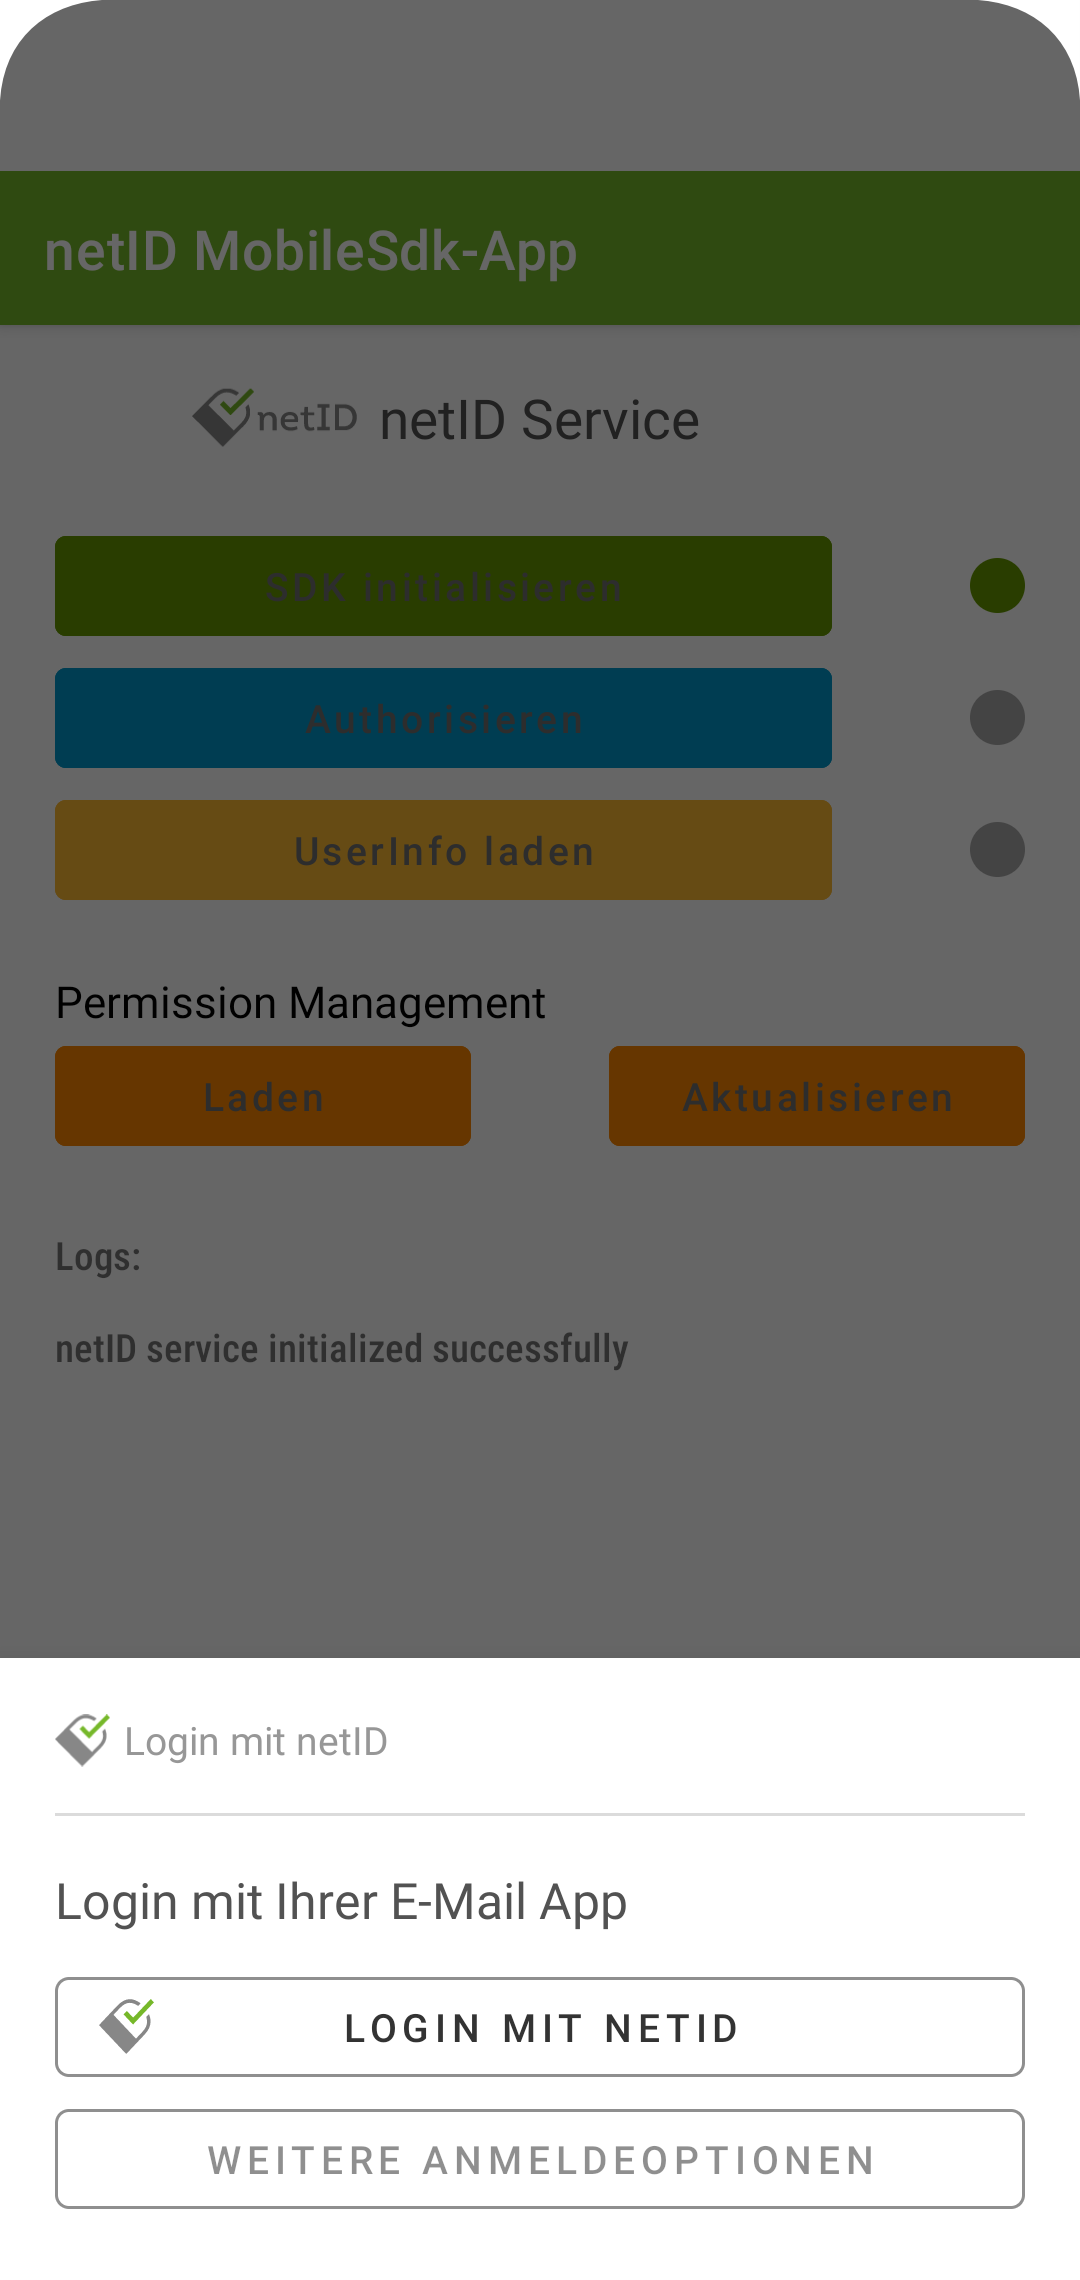 netID MobileSdk-App
netID netID Service
SDK initialisieren
Authorisieren
UserInfo laden
Permission Management
Laden Aktualisieren
Logs:
netID service initialized successfully
Login mit netID
Login mit Ihrer E-Mail App
LOGIN MIT NETID
WEITERE ANMELDEOPTIONEN